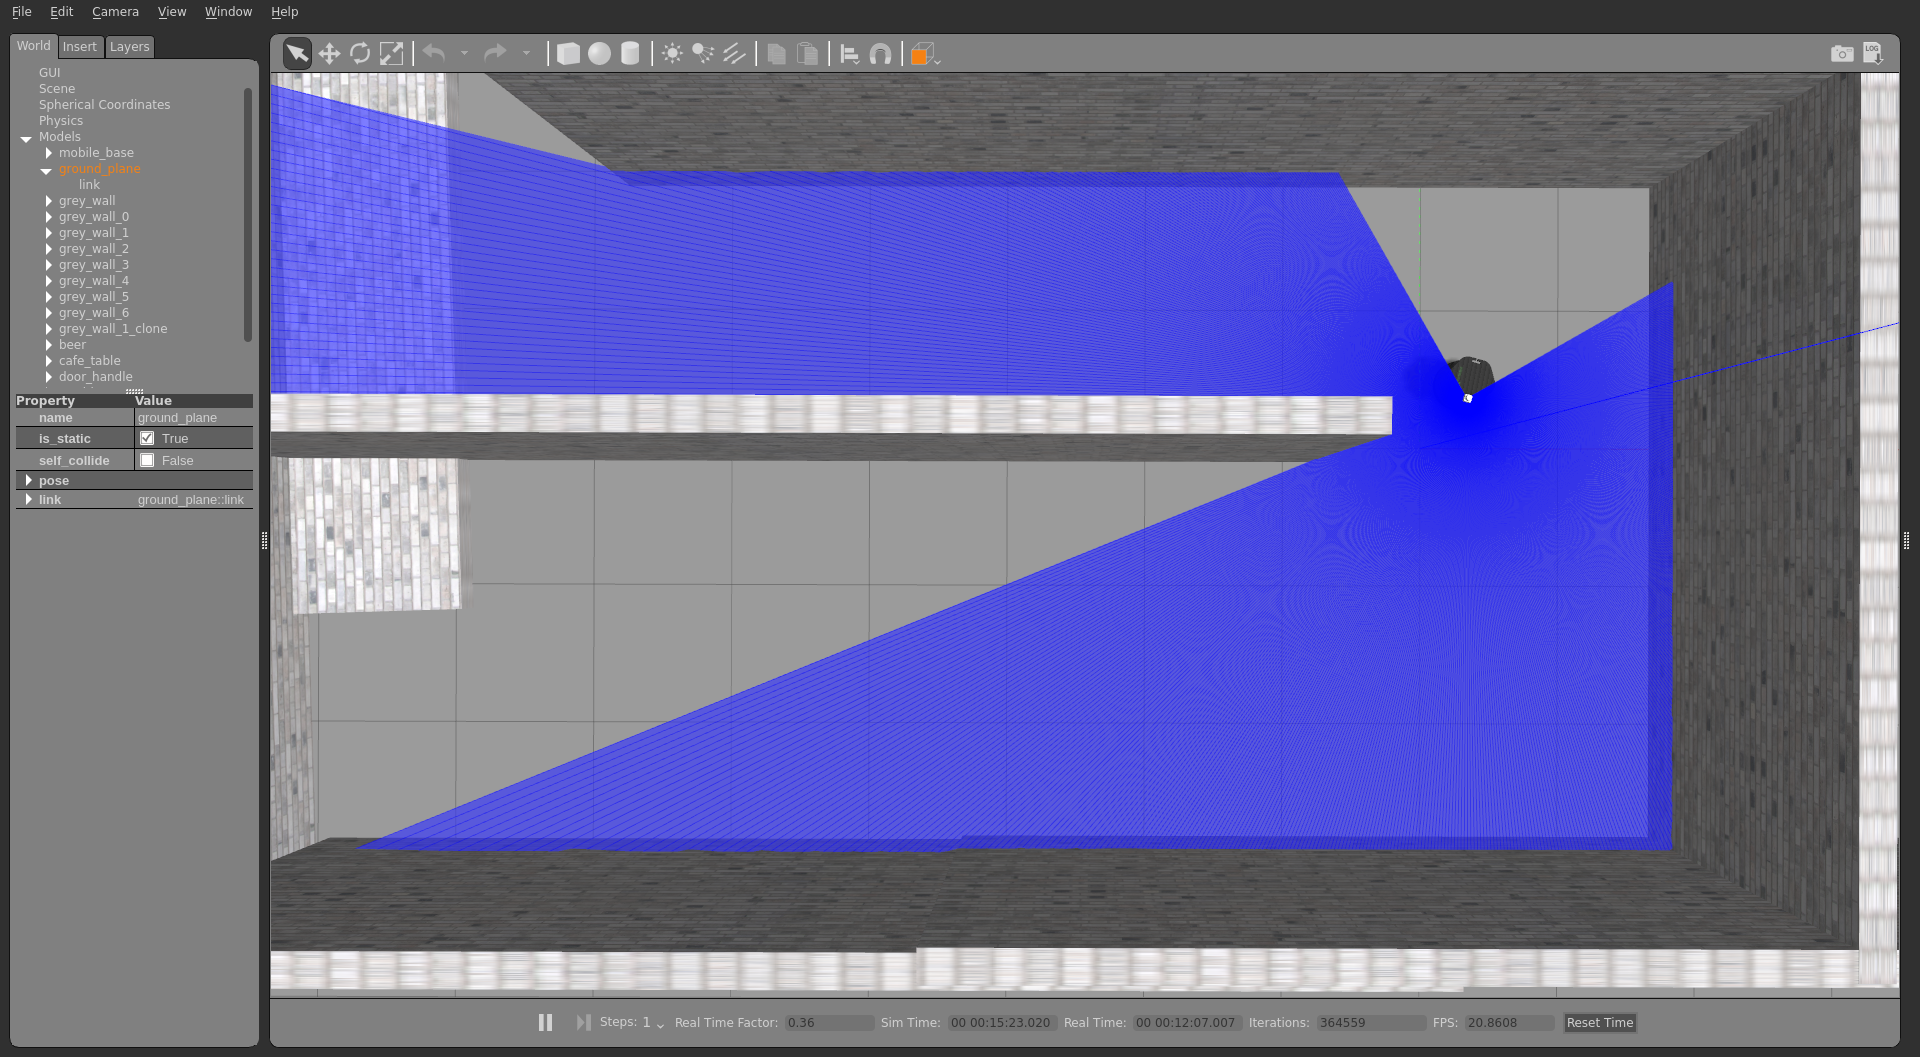 File Edit Camera View Window Help
World Insert Layers
GUI
Scene
Spherical Coordinates
Physics
Models
mobile_base
ground_plane
link
grey_wall
grey_wall_0
grey_wall_1
grey_wall_2
grey_wall_3
grey_wall_4
grey_wall_5
grey_wall_6
grey_wall_1_clone
beer
cafe_table
door_handle
Property Value
name ground_plane
is_static True
self_collide False
pose
link ground_plane::link
LOG
Steps: 1 Real Time Factor: 0.36 Sim Time: 00 00:15:23.020 Real Time: 00 00:12:07.007 Iterations: 364559 FPS: 20.8608 Reset Time